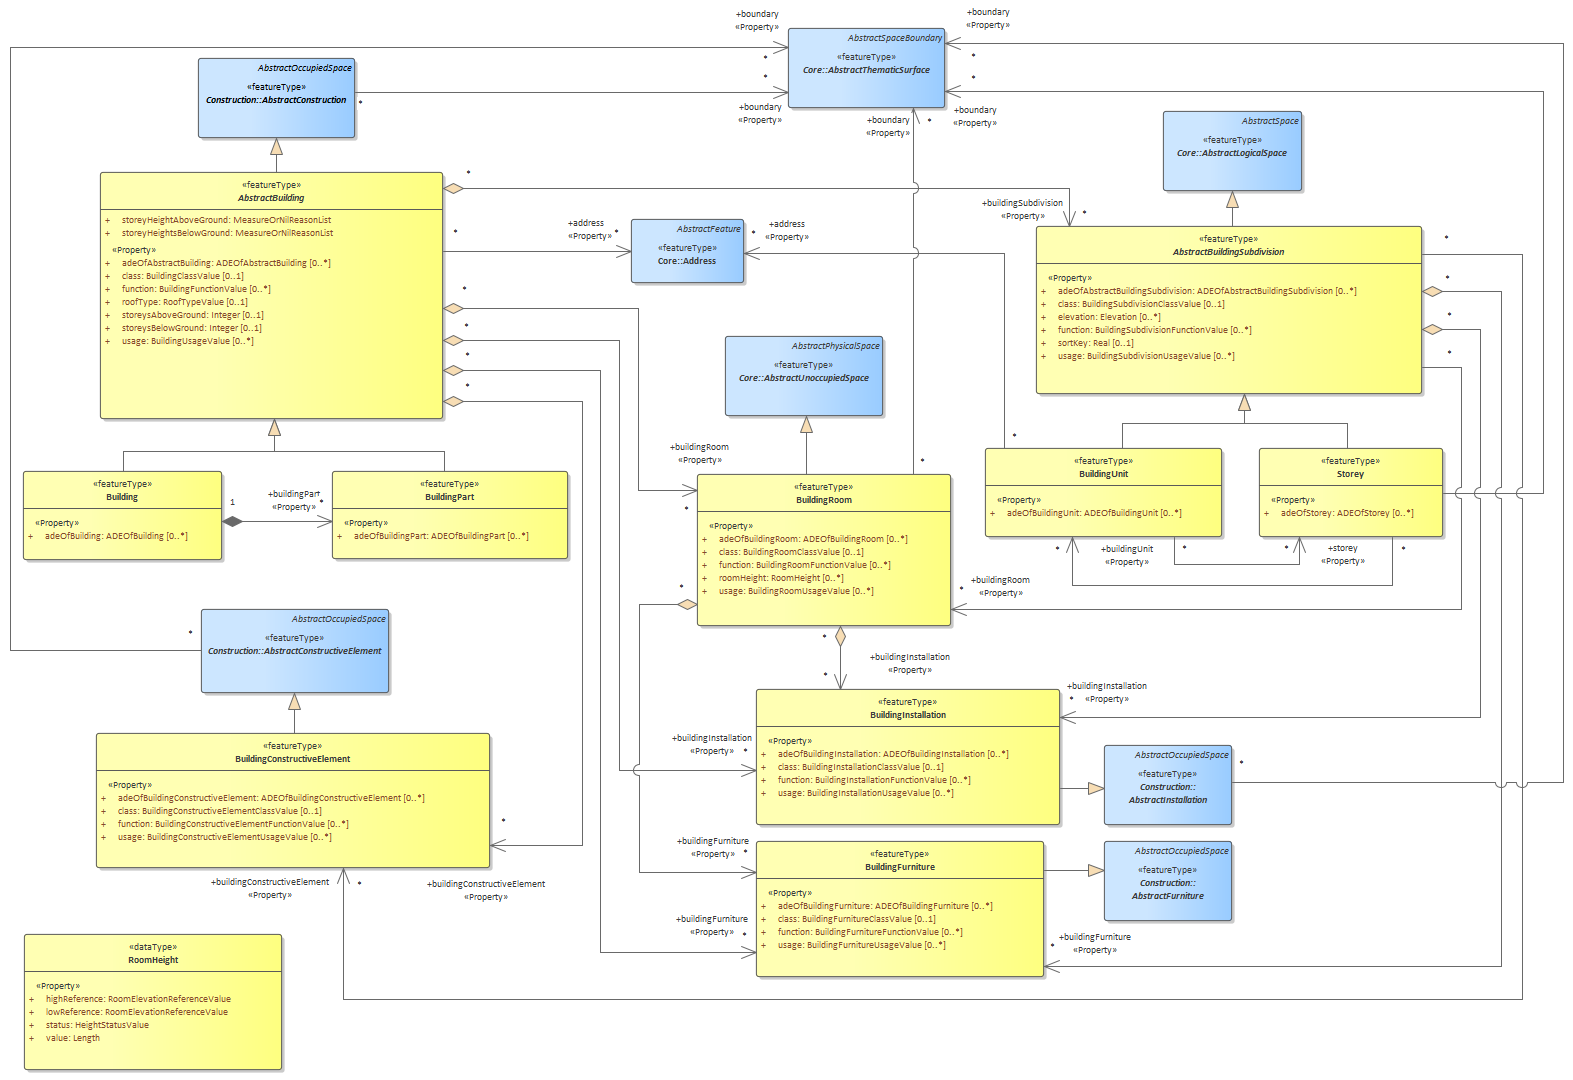 +boundary
«Property»
*
*
+boundary
«Property»
+boundary
«Property»
*
*
+boundary
«Property»
+boundary
«Property»
*
AbstractSpaceBoundary
«featureType»
Core::AbstractThematicSurface
AbstractOccupiedSpace
«featureType»
Construction::AbstractConstruction
*
AbstractSpace
«featureType»
Core::AbstractLogicalSpace
«featureType»
AbstractBuilding
+ storeyHeightAboveGround: MeasureOrNilReasonList
+ storeyHeightsBelowGround: MeasureOrNilReasonList
«Property»
+ adeOfAbstractBuilding: ADEOfAbstractBuilding [0..*]
+ class: BuildingClassValue [0..1]
+ function: BuildingFunctionValue [0..*]
+ roofType: RoofTypeValue [0..1]
+ storeysAboveGround: Integer [0..1]
+ storeysBelowGround: Integer [0..1]
+ usage: BuildingUsageValue [0..*]
*
*
*
*
*
*
+address
«Property»
*
AbstractFeature
«featureType»
Core::Address
*
+address
«Property»
+buildingSubdivision
«Property»
*
«featureType»
AbstractBuildingSubdivision
«Property»
+ adeOfAbstractBuildingSubdivision: ADEOfAbstractBuildingSubdivision [0..*]
+ class: BuildingSubdivisionClassValue [0..1]
+ elevation: Elevation [0..*]
+ function: BuildingSubdivisionFunctionValue [0..*]
+ sortKey: Real [0..1]
+ usage: BuildingSubdivisionUsageValue [0..*]
*
*
*
*
AbstractPhysicalSpace
«featureType»
Core::AbstractUnoccupiedSpace
«featureType»
Building
«Property»
+ adeOfBuilding: ADEOfBuilding [0..*]
1
+buildingPart
«Property»
*
«featureType»
BuildingPart
«Property»
+ adeOfBuildingPart: ADEOfBuildingPart [0..*]
+buildingRoom
«Property»
*
*
«featureType»
BuildingRoom
«Property»
+ adeOfBuildingRoom: ADEOfBuildingRoom [0..*]
+ class: BuildingRoomClassValue [0..1]
+ function: BuildingRoomFunctionValue [0..*]
+ roomHeight: RoomHeight [0..*]
+ usage: BuildingRoomUsageValue [0..*]
*
*
*
«featureType»
BuildingUnit
«Property»
+ adeOfBuildingUnit: ADEOfBuildingUnit [0..*]
«featureType»
Storey
«Property»
+ adeOfStorey: ADEOfStorey [0..*]
*
+buildingUnit
«Property»
*
*
+storey
«Property»
*
*
+buildingRoom
«Property»
AbstractOccupiedSpace
«featureType»
Construction::AbstractConstructiveElement
*
*
+buildingInstallation
«Property»
+buildingInstallation
*
«Property»
+buildingInstallation
«Property»
*
«featureType»
BuildingInstallation
«Property»
+ adeOfBuildingInstallation: ADEOfBuildingInstallation [0..*]
+ class: BuildingInstallationClassValue [0..1]
+ function: BuildingInstallationFunctionValue [0..*]
+ usage: BuildingInstallationUsageValue [0..*]
AbstractOccupiedSpace
«featureType»
Construction::
AbstractInstallation
*
«featureType»
BuildingConstructiveElement
«Property»
+ adeOfBuildingConstructiveElement: ADEOfBuildingConstructiveElement [0..*]
+ class: BuildingConstructiveElementClassValue [0..1]
+ function: BuildingConstructiveElementFunctionValue [0..*]
+ usage: BuildingConstructiveElementUsageValue [0..*]
*
+buildingConstructiveElement
«Property»
*
+buildingConstructiveElement
«Property»
+buildingFurniture
«Property»
*
+buildingFurniture
«Property»
*
«featureType»
BuildingFurniture
«Property»
+ adeOfBuildingFurniture: ADEOfBuildingFurniture [0..*]
+ class: BuildingFurnitureClassValue [0..1]
+ function: BuildingFurnitureFunctionValue [0..*]
+ usage: BuildingFurnitureUsageValue [0..*]
AbstractOccupiedSpace
«featureType»
Construction::
AbstractFurniture
+buildingFurniture
*
«Property»
«dataType»
RoomHeight
«Property»
+ highReference: RoomElevationReferenceValue
+ lowReference: RoomElevationReferenceValue
+ status: HeightStatusValue
+ value: Length